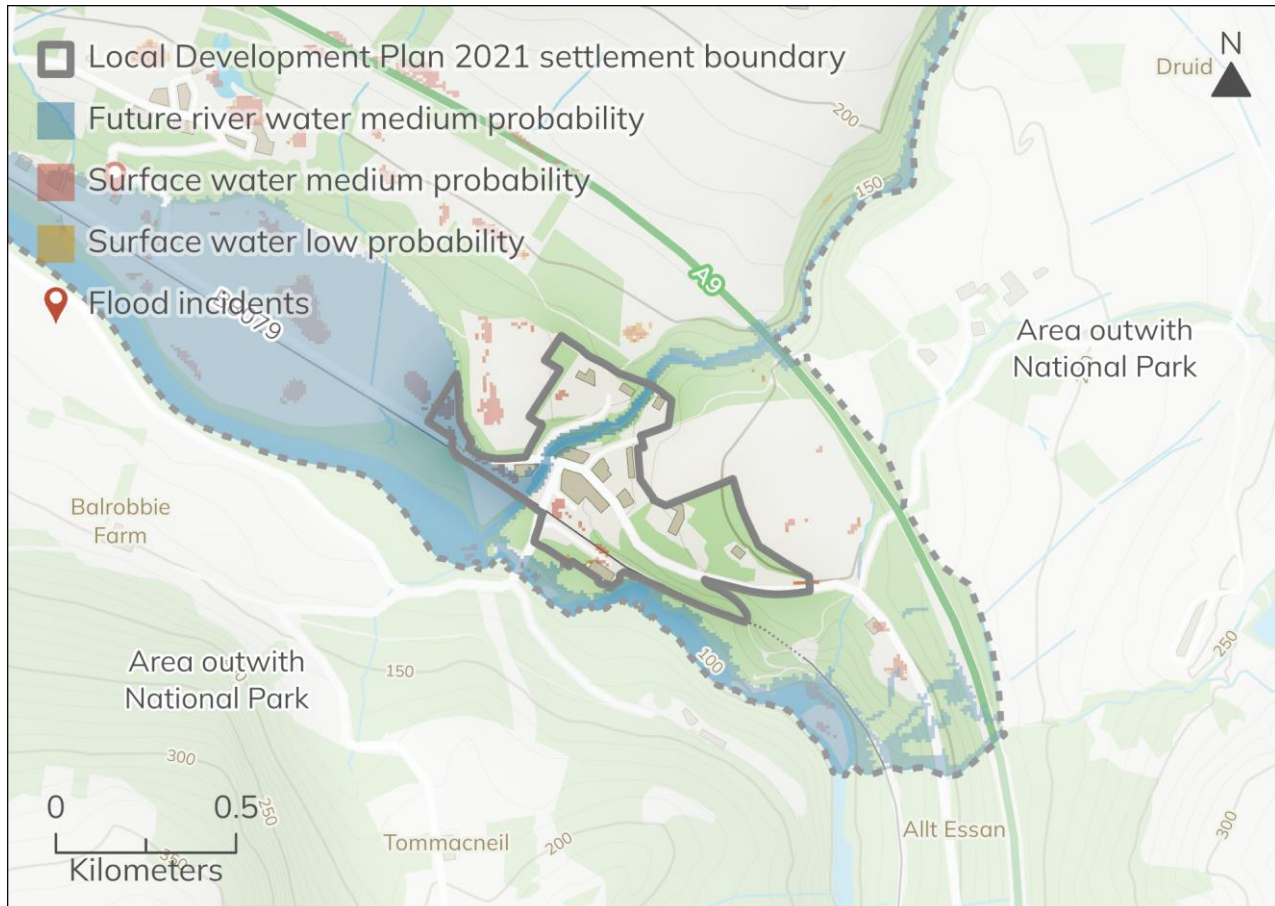 Local Development Plan 2021 settlement boundary
N
Druid
Future river water medium probability
200
Surface water medium probability
150
Surface water low probability
A9
Flood incidents
Area outwith
National Park
Balrobbie
Farm
Area outwith
National Park
150
100
250
300
0
0.5
250
Kilometers
350
Tommacneil
200
Allt Essan
300